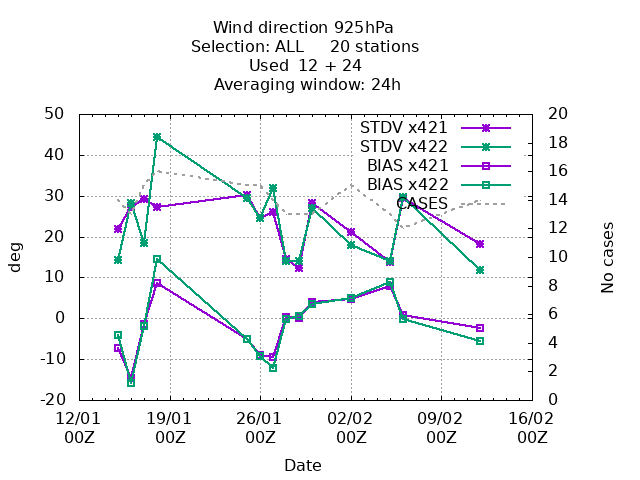 Wind direction 925hPa
Selection: ALL     20 stations
Used  12 + 24
Averaging window: 24h
50
40
30
20
10
0
-10
-20
deg
20
18
16
14
12
10
8
6
4
2
0
No cases
STDV x421
STDV x422
BIAS x421
BIAS x422
CASES
12/01 19/01 26/01 02/02 09/02 16/02
00Z 00Z 00Z 00Z 00Z 00Z
Date